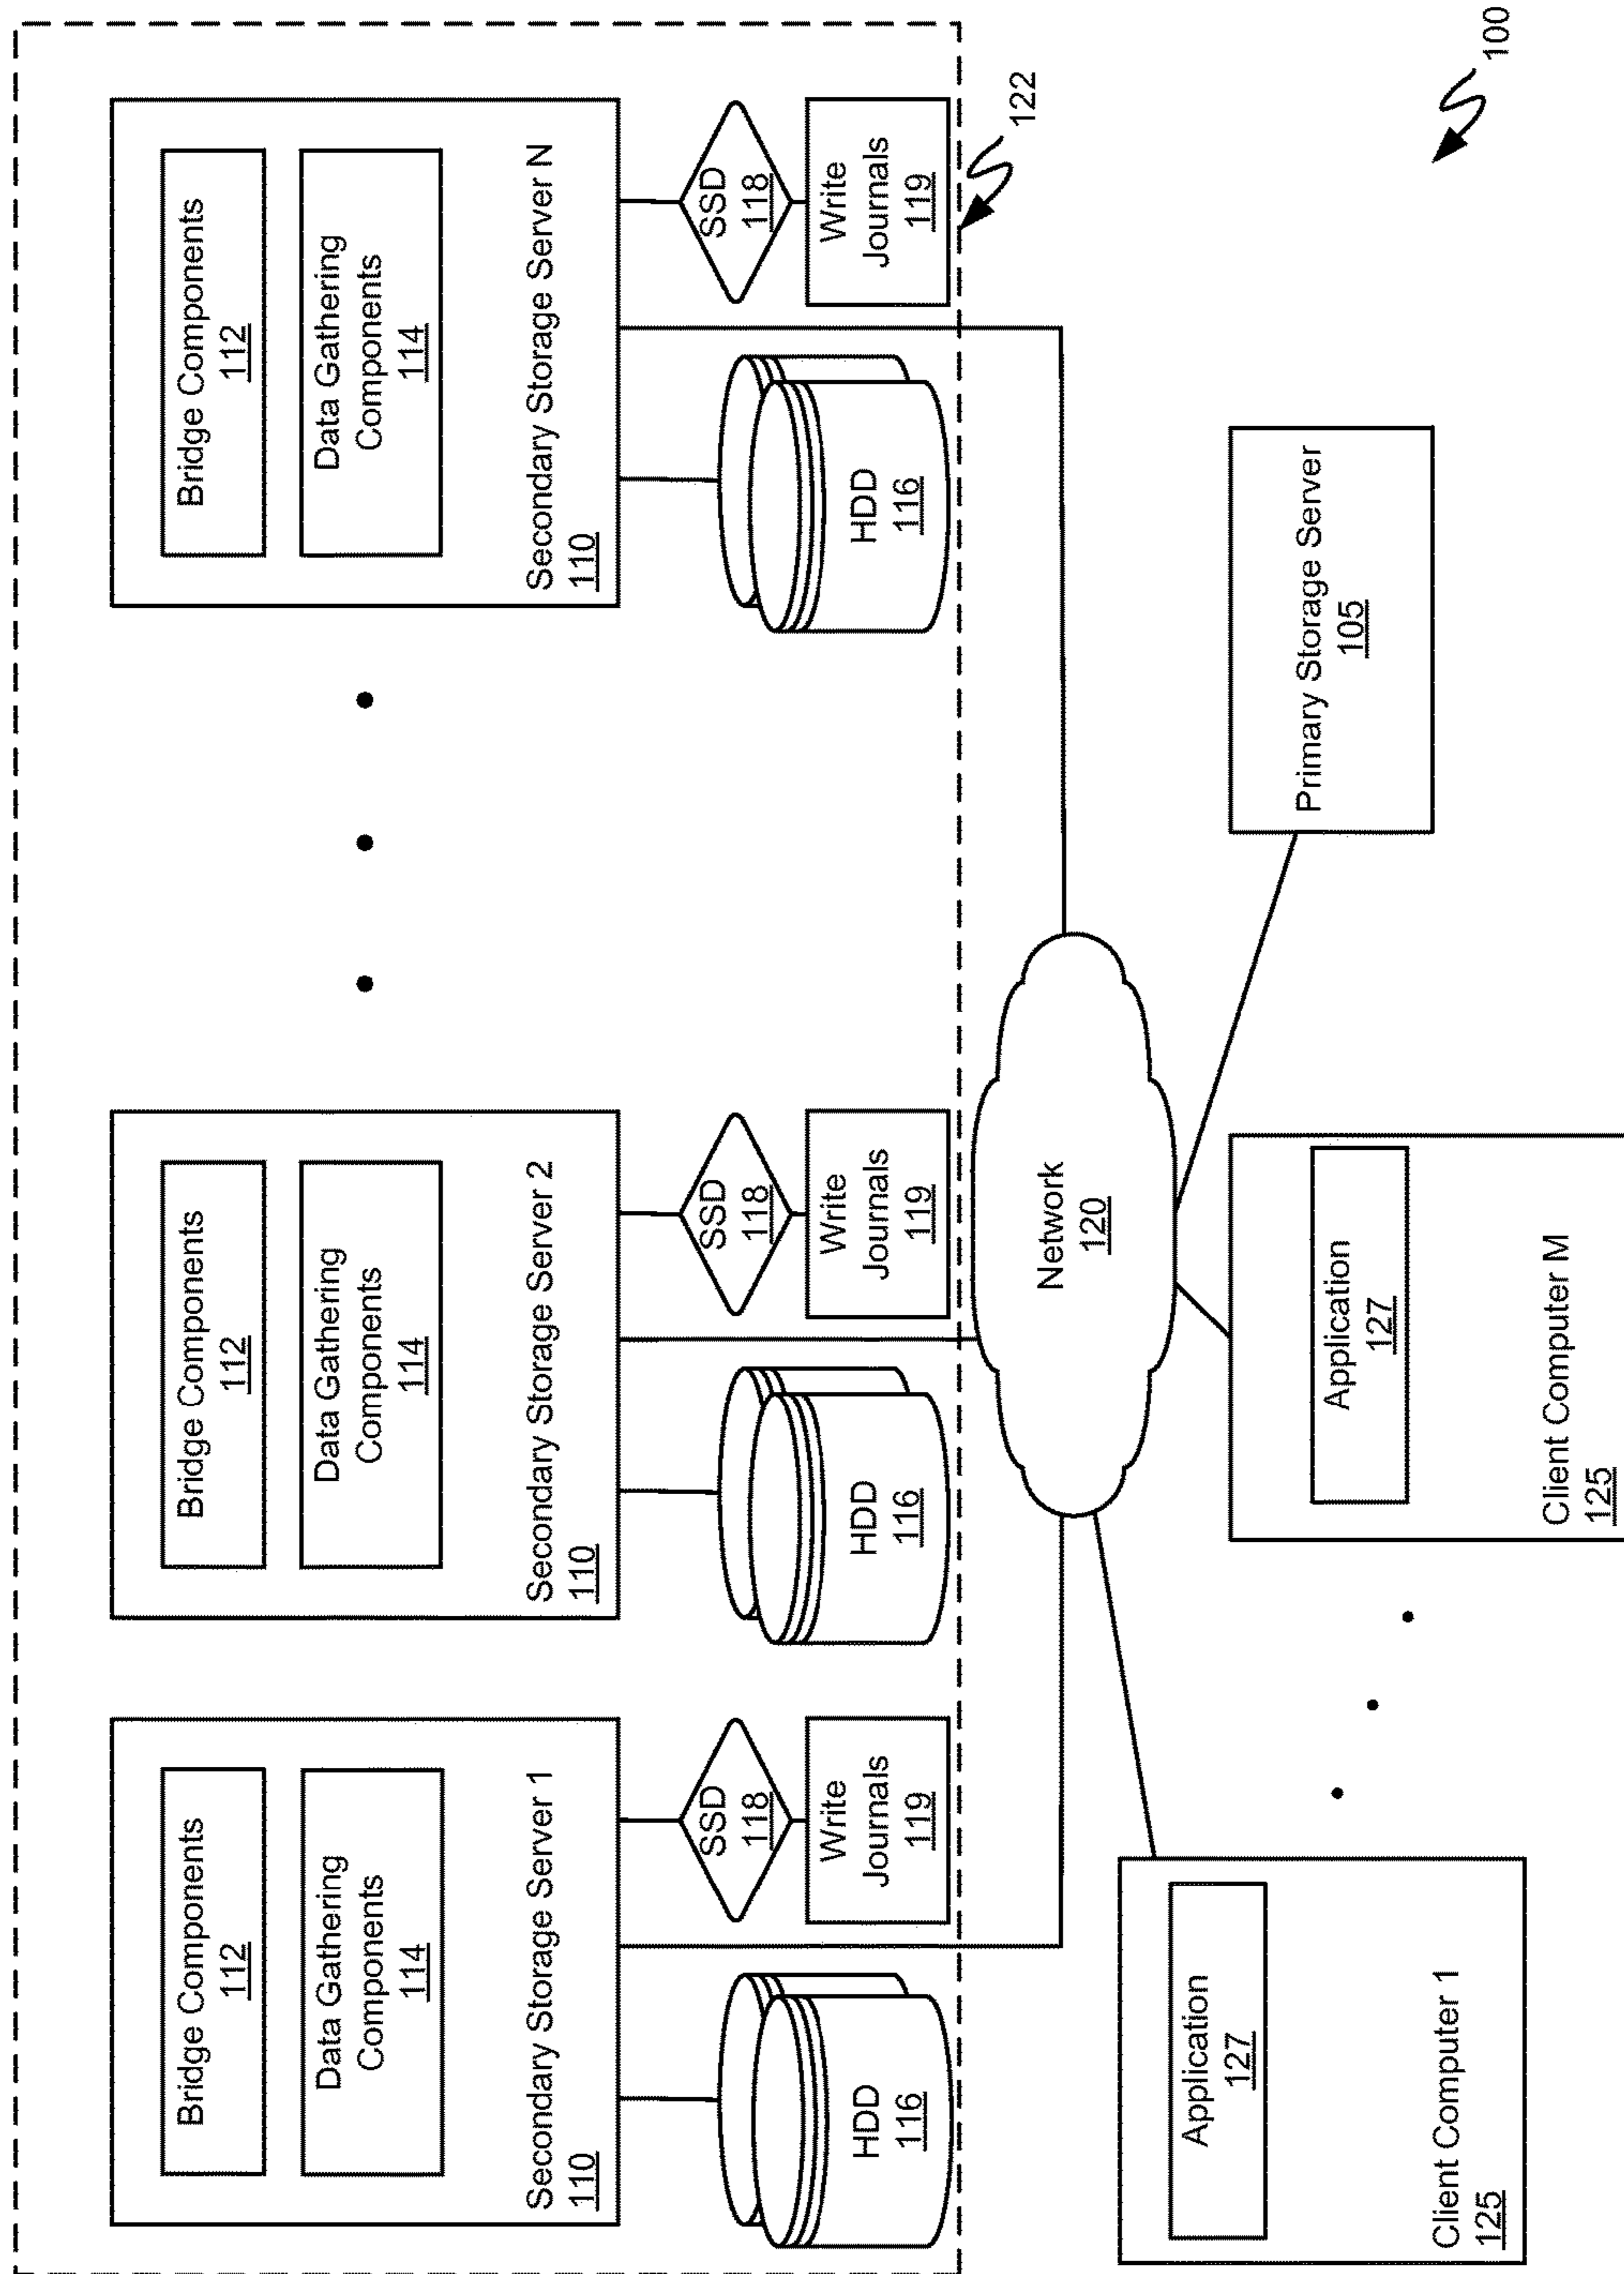 Bridge Components
112
Data Gathering
Components
114
Secondary Storage Server 1
110
HDD
116
SSD
118
Write
Journals
119
Bridge Components
112
Data Gathering
Components
114
Secondary Storage Server 2
110
HDD
116
SSD
118
Write
Journals
119
Bridge Components
112
Data Gathering
Components
114
Secondary Storage Server N
110
HDD
116
SSD
118
Write
Journals
119
122
Network
120
Application
127
Client Computer 1
125
Application
127
Client Computer M
125
Primary Storage Server
105
100